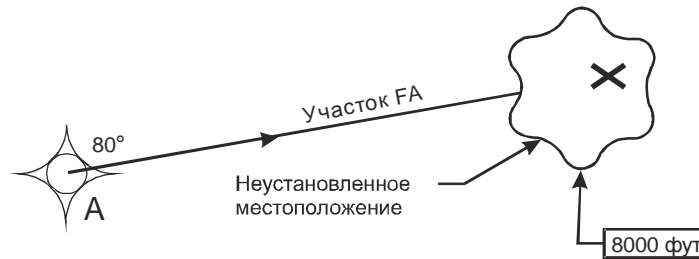 80°
Участок FA
A
Неустановленное
местоположение
8000 фут